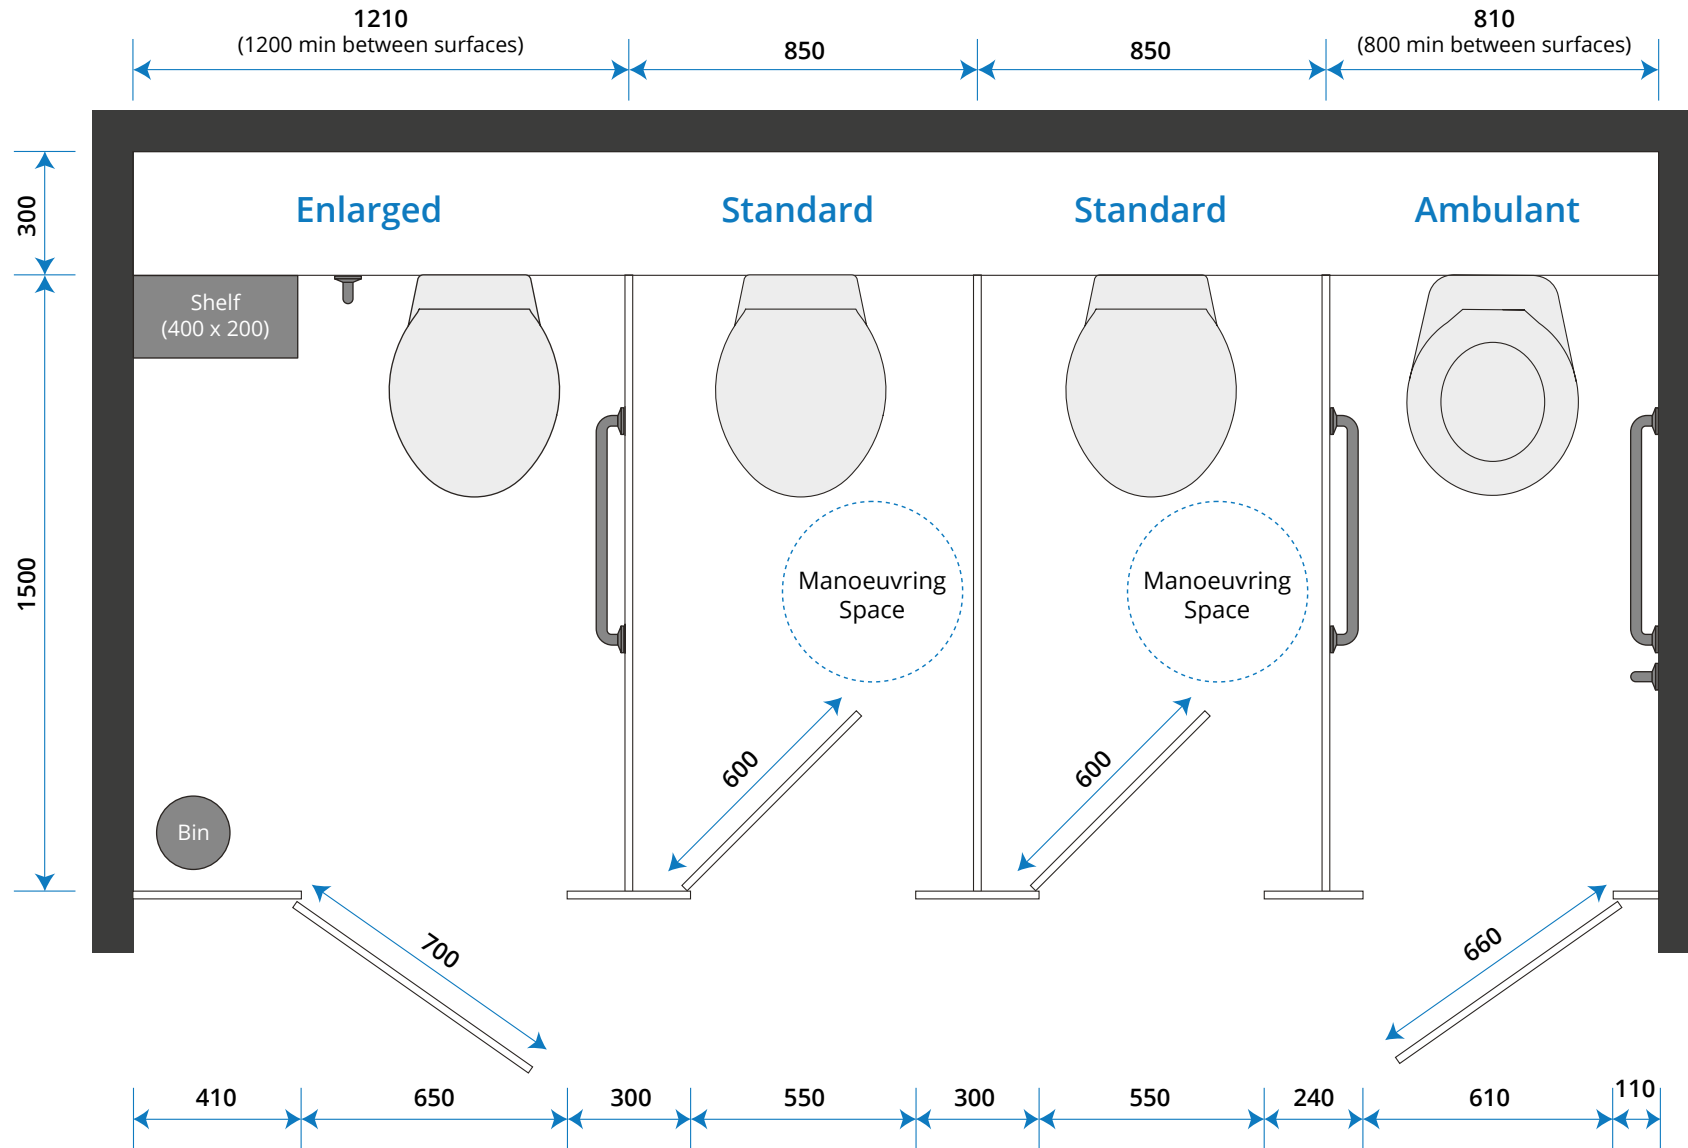 1210
(1200 min between surfaces)
850
850
810
(800 min between surfaces)
300
Enlarged
Standard
Standard
Ambulant
Shelf
(400 x 200)
1500
Manoeuvring
Space
Manoeuvring
Space
600
600
Bin
700
660
410
650
300
550
300
550
240
610
110